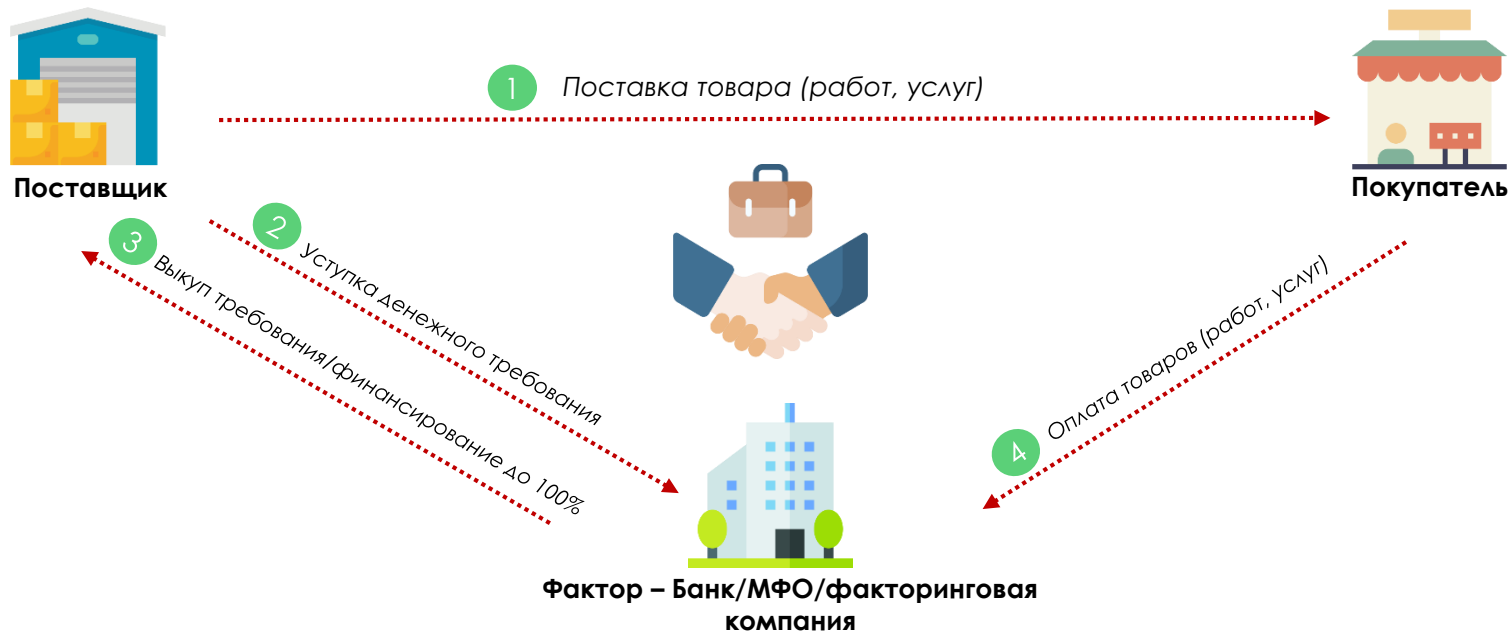 1 Поставка товара (работ, услуг)
Поставщик
Покупатель
2 Уступка денежного требования
3 Выкуп требования/финансирование до 100%
4 Оплата товаров (работ, услуг)
Фактор – Банк/МФО/факторинговая
компания